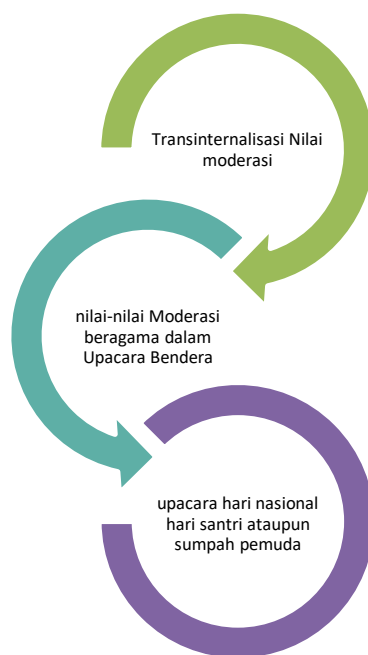 Transinternalisasi Nilai
moderasi
nilai-nilai Moderasi
beragama dalam
Upacara Bendera
upacara hari nasional
hari santri ataupun
sumpah pemuda